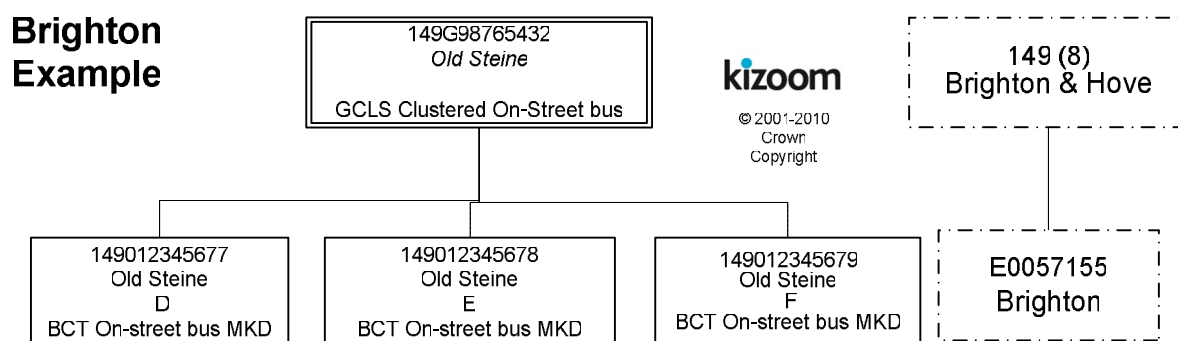 Brighton
Example
149G98765432
Old Steine
GCLS Clustered On-Street bus
kizoom
© 2001-2010
Crown
Copyright
149 (8)
Brighton & Hove
149012345677
Old Steine
D
BCT On-street bus MKD
149012345678
Old Steine
E
BCT On-street bus MKD
149012345679
Old Steine
F
BCT On-street bus MKD
E0057155
Brighton